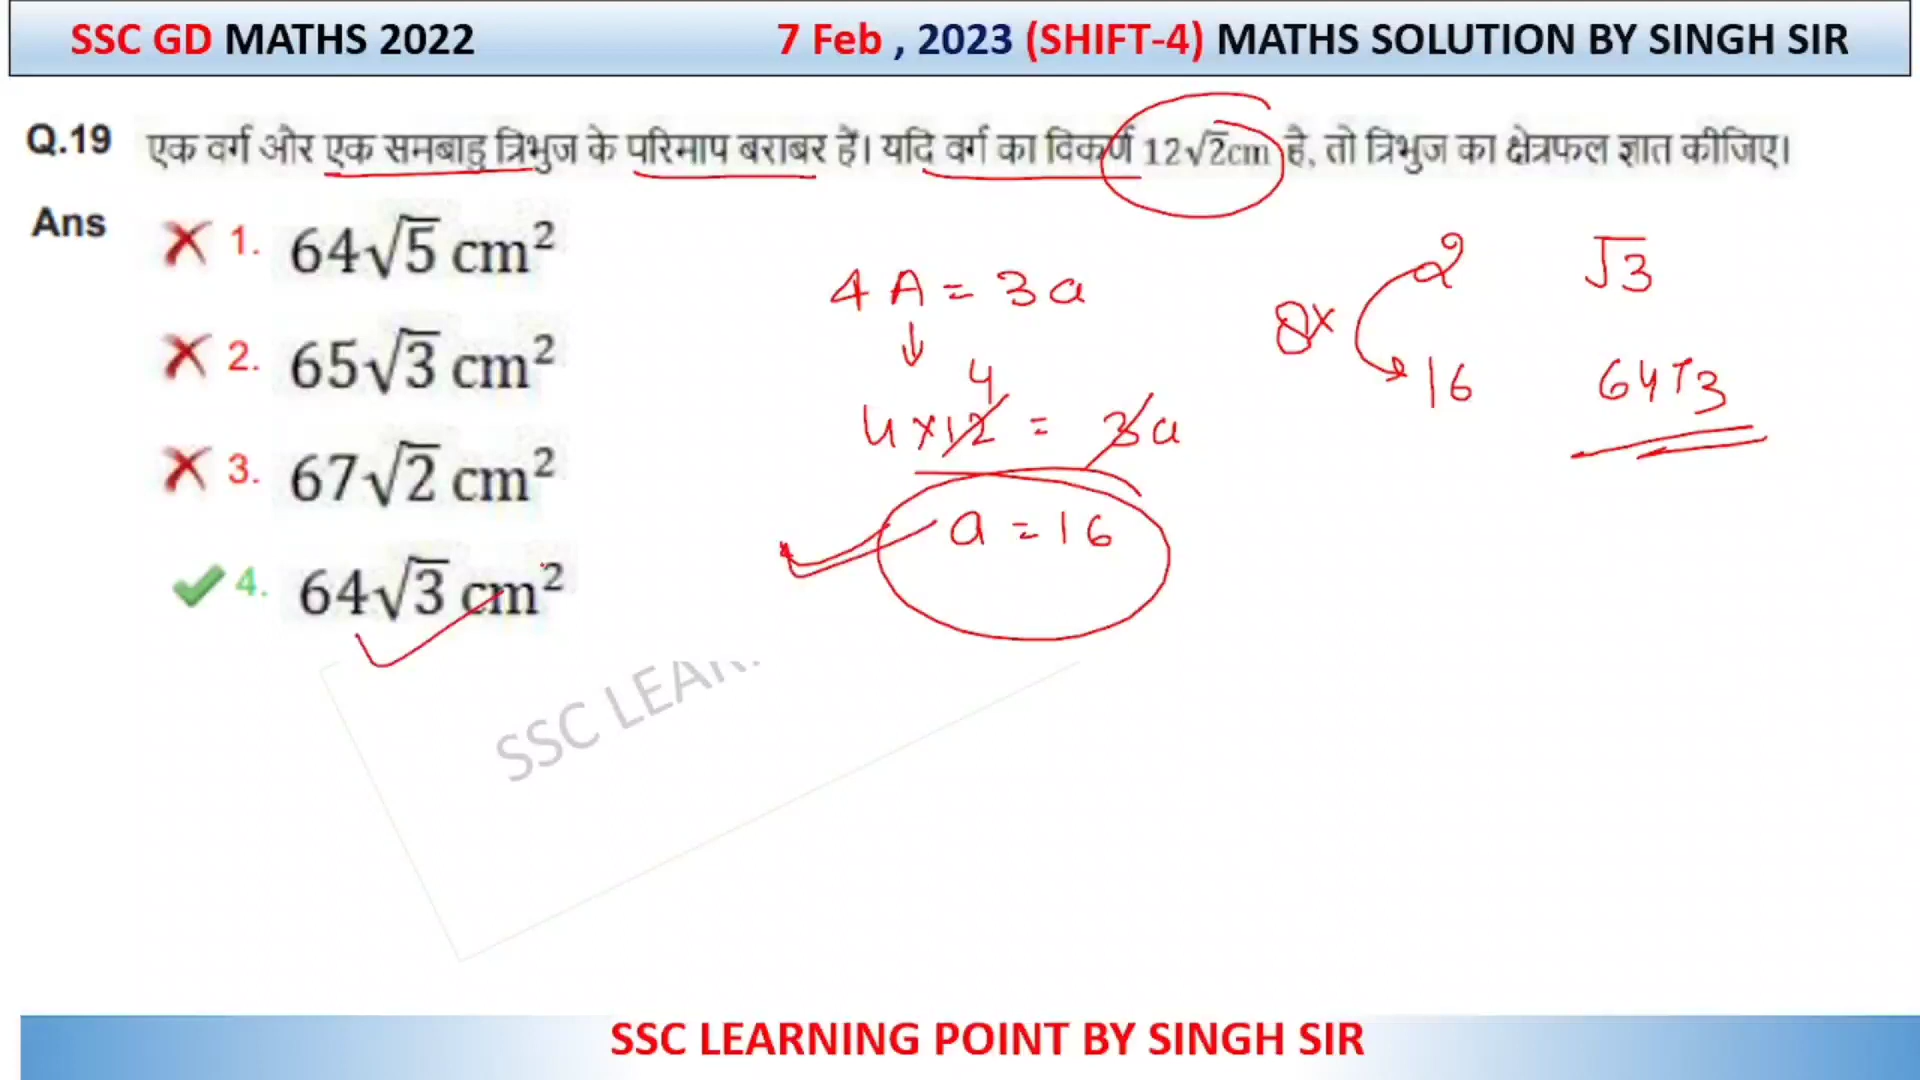 SSC GD MATHS 2022 7 Feb , 2023 (SHIFT-4) MATHS SOLUTION BY SINGH SIR
Q.19 एक वर्ग और एक समबाहु त्रिभुज के परिमाप बराबर हैं। यदि वर्ग का विकर्ण 12√2cm है, तो त्रिभुज का क्षेत्रफल ज्ञात कीजिए।
Ans
1. 64√5 cm²
2. 65√3 cm²
3. 67√2 cm²
4. 64√3 cm²
4A = 3a
4
4×12 = 3a
a = 16
2 √3
8×
16 64√3
SSC LEAR
SSC LEARNING POINT BY SINGH SIR